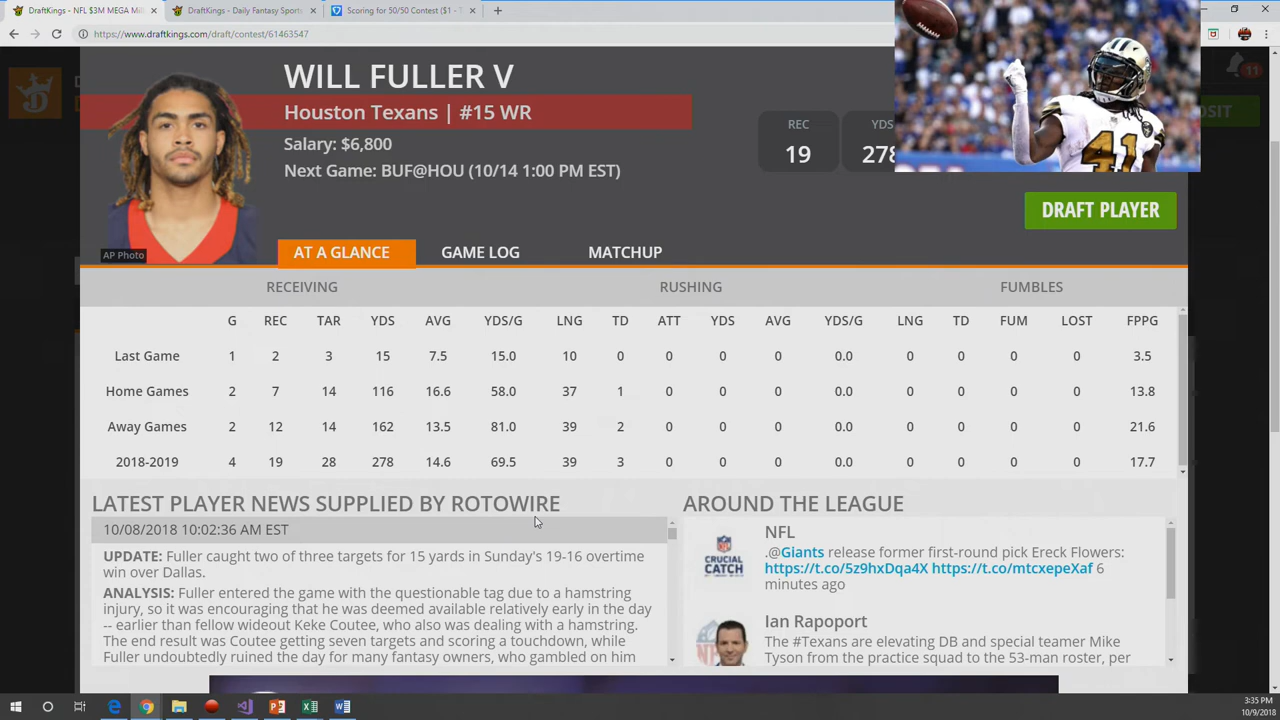 DraftKings - NFL $3M MEGA Mil
DraftKings - Daily Fantasy Sports
Scoring for 50/50 Contest ($1 - T
https://www.draftkings.com/draft/contest/61463547
11
WILL FULLER V
Houston Texans | #15 WR
Salary: $6,800
Next Game: BUF@HOU (10/14 1:00 PM EST)
REC
19
YDS
278
41
DRAFT PLAYER
AP Photo
AT A GLANCE
GAME LOG
MATCHUP
RECEIVING RUSHING FUMBLES
G REC TAR YDS AVG YDS/G LNG TD ATT YDS AVG YDS/G LNG TD FUM LOST FPPG
Last Game 1 2 3 15 7.5 15.0 10 0 0 0 0 0.0 0 0 0 0 3.5
Home Games 2 7 14 116 16.6 58.0 37 1 0 0 0 0.0 0 0 0 0 13.8
Away Games 2 12 14 162 13.5 81.0 39 2 0 0 0 0.0 0 0 0 0 21.6
2018-2019 4 19 28 278 14.6 69.5 39 3 0 0 0 0.0 0 0 0 0 17.7
LATEST PLAYER NEWS SUPPLIED BY ROTOWIRE
10/08/2018 10:02:36 AM EST
UPDATE: Fuller caught two of three targets for 15 yards in Sunday's 19-16 overtime
win over Dallas.
ANALYSIS: Fuller entered the game with the questionable tag due to a hamstring
injury, so it was encouraging that he was deemed available relatively early in the day
-- earlier than fellow wideout Keke Coutee, who also was dealing with a hamstring.
The end result was Coutee getting seven targets and scoring a touchdown, while
Fuller undoubtedly ruined the day for many fantasy owners, who gambled on him
AROUND THE LEAGUE
CRUCIAL
CATCH
NFL
.@Giants release former first-round pick Ereck Flowers:
https://t.co/5z9hxDqa4X https://t.co/mtcxepeXaf 6
minutes ago
Ian Rapoport
The #Texans are elevating DB and special teamer Mike
Tyson from the practice squad to the 53-man roster, per
3:35 PM
10/9/2018